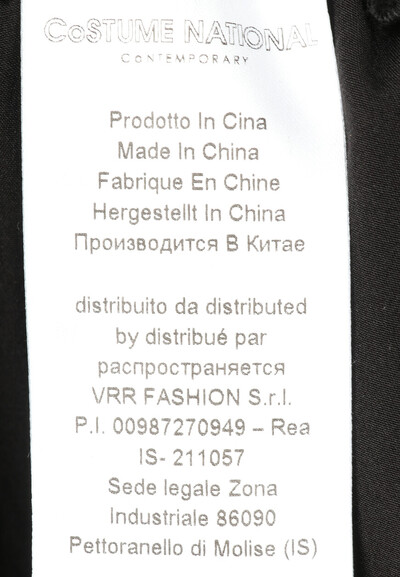 CoSTUME NATIONAL
CoNTEMPORARY
Prodotto In Cina
Made In China
Fabrique En Chine
Hergestellt In China
Производится В Китае
distribuito da distributed
by distribué par
распространяется
VRR FASHION S.r.l.
P.I. 00987270949 – Rea
IS- 211057
Sede legale Zona
Industriale 86090
Pettoranello di Molise (IS)